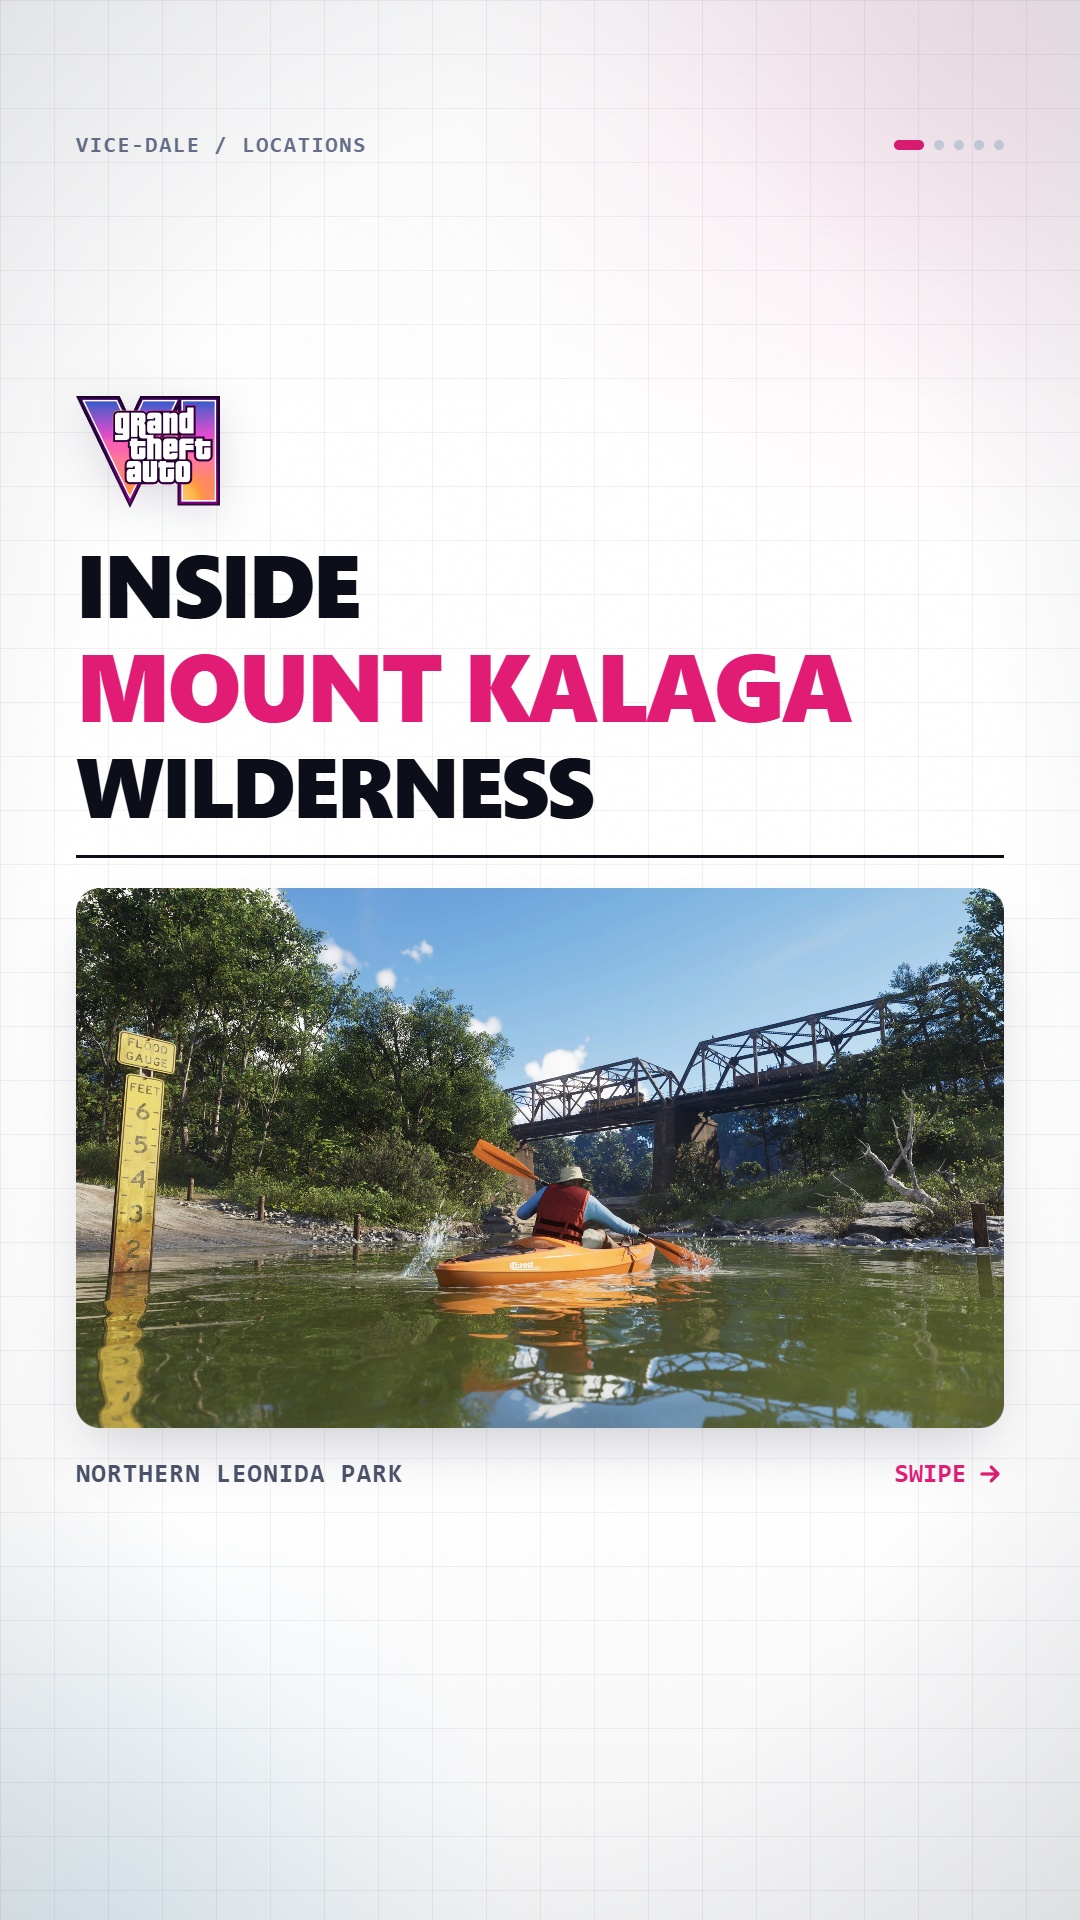 VICE-DALE / LOCATIONS
grand
theft
auto
VI
INSIDE
MOUNT KALAGA
WILDERNESS
FLOOD
GAUGE
FEET
6
5
4
3
2
NORTHERN LEONIDA PARK
SWIPE →